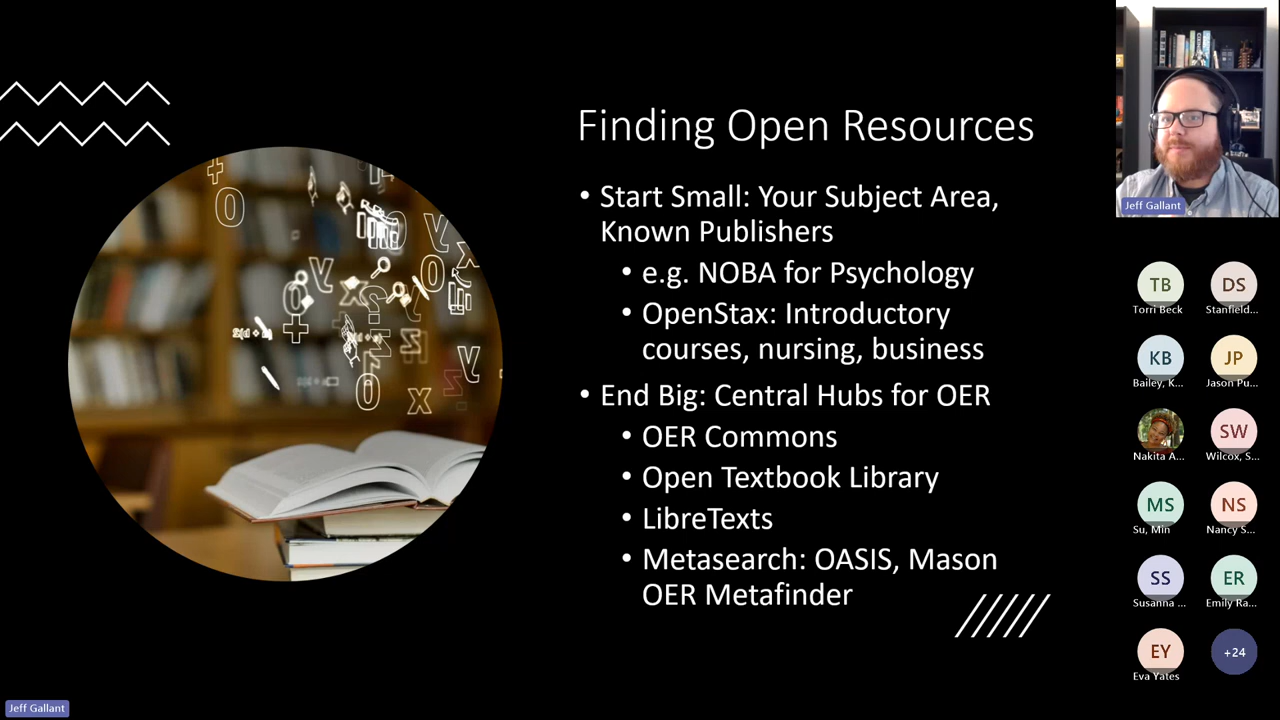 Finding Open Resources
• Start Small: Your Subject Area,
Known Publishers
• e.g. NOBA for Psychology
• OpenStax: Introductory
courses, nursing, business
• End Big: Central Hubs for OER
• OER Commons
• Open Textbook Library
• LibreTexts
• Metasearch: OASIS, Mason
OER Metafinder
Jeff Gallant
TB DS
Torri Beck Stanfield...
KB JP
Bailey, K... Jason Pu...
SW
Nakita A... Wilcox, S...
MS NS
Su, Min Nancy S...
SS ER
Susanna ... Emily Ra...
EY +24
Eva Yates
Jeff Gallant